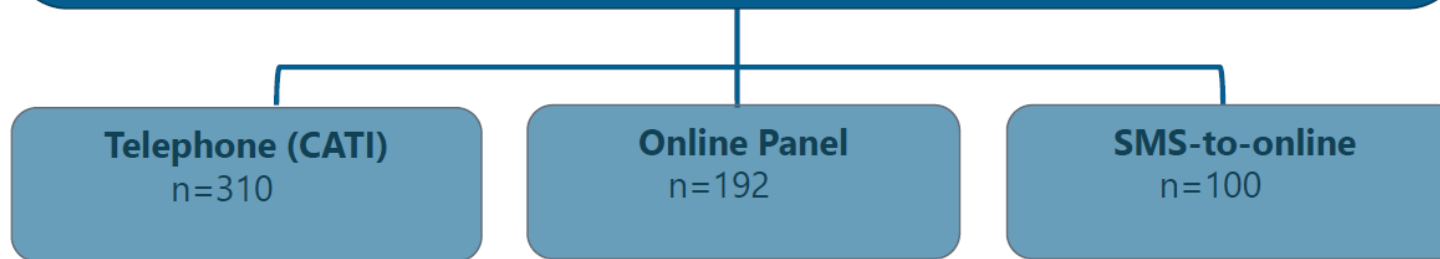 Telephone (CATI)
n=310
Online Panel
n=192
SMS-to-online
n=100